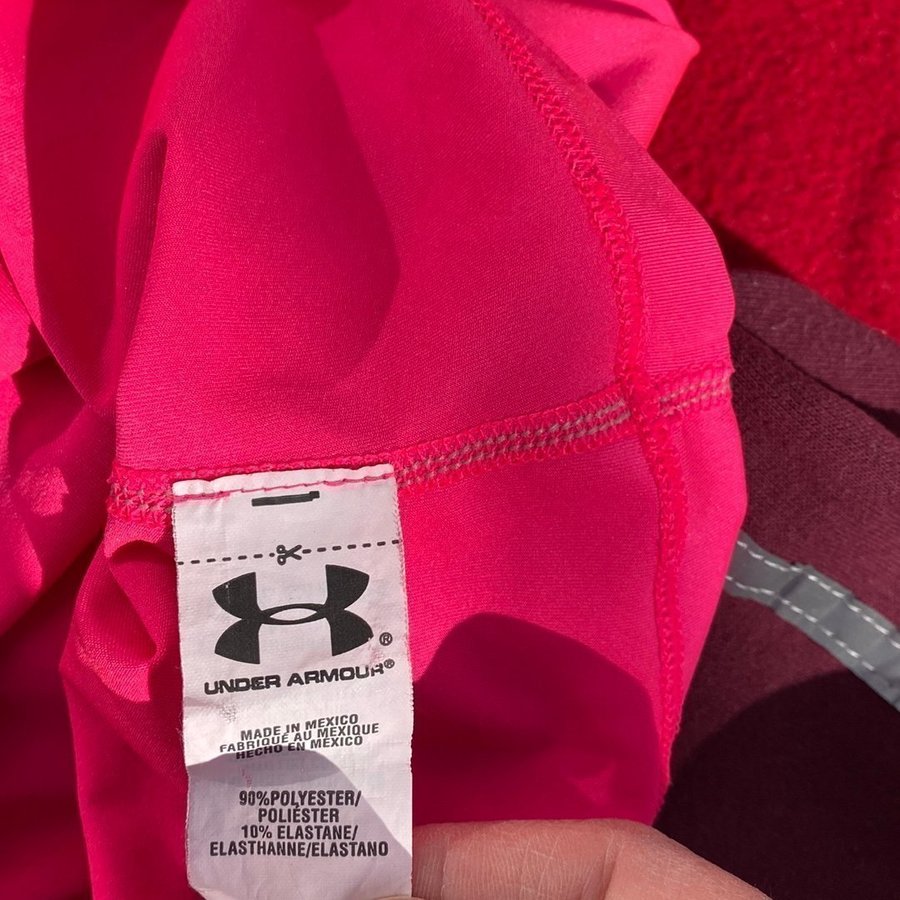 ®
UNDER ARMOUR®
MADE IN MEXICO
FABRIQUÉ AU MEXIQUE
HECHO EN MÉXICO
90%POLYESTER/
POLIÉSTER
10% ELASTANE/
ELASTHANNE/ELASTANO